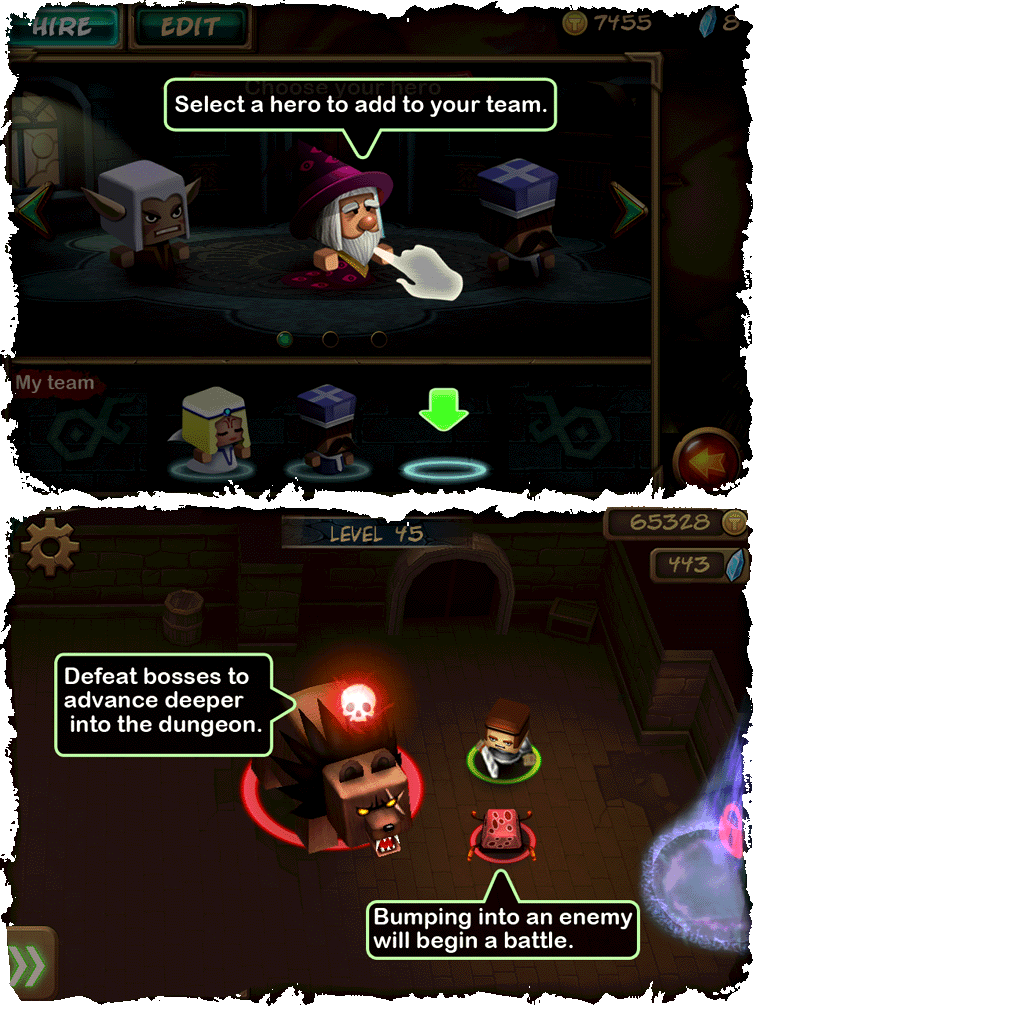 HIRE
EDIT
7455
8
Choose your hero
Select a hero to add to your team.
My team
LEVEL 45
65328
443
Defeat bosses to
advance deeper
into the dungeon.
Bumping into an enemy
will begin a battle.